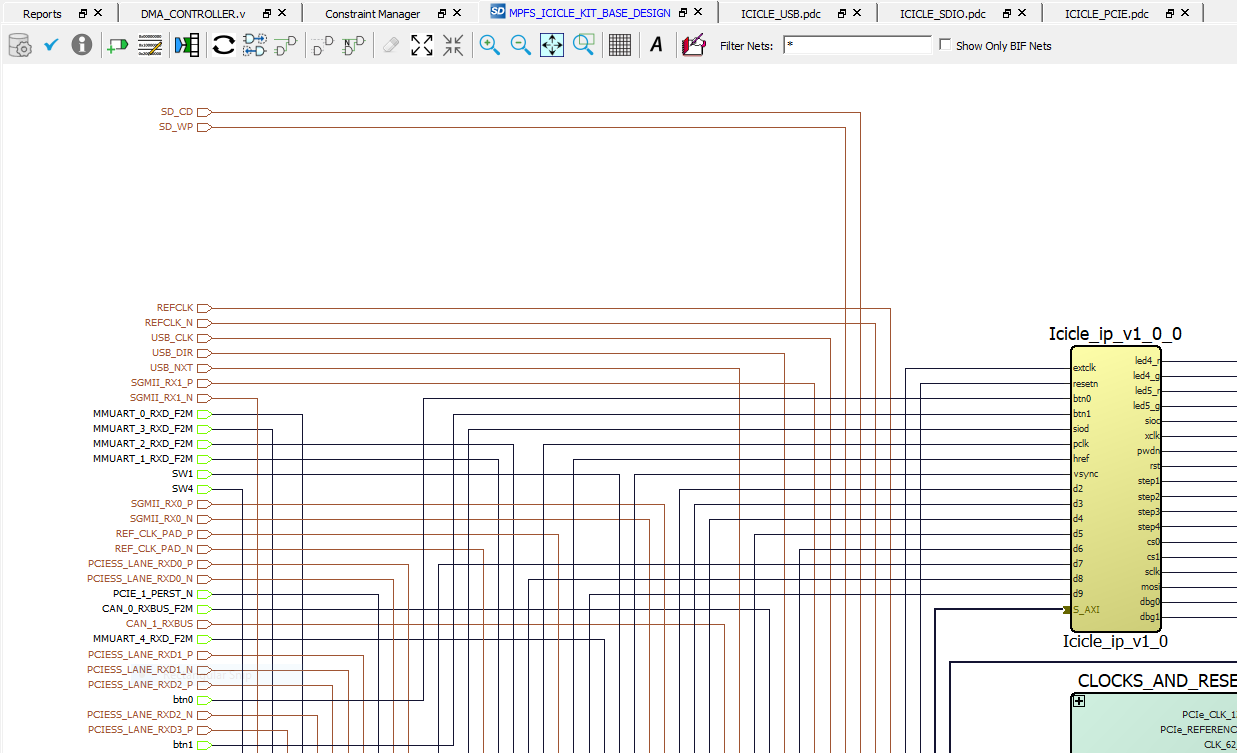 Reports DMA_CONTROLLER.v Constraint Manager SD MPFS_ICICLE_KIT_BASE_DESIGN ICICLE_USB.pdc ICICLE_SDIO.pdc ICICLE_PCIE.pdc
A Filter Nets: * Show Only BIF Nets
SD_CD
SD_WP
REFCLK
REFCLK_N
USB_CLK
USB_DIR
USB_NXT
SGMII_RX1_P
SGMII_RX1_N
MMUART_0_RXD_F2M
MMUART_3_RXD_F2M
MMUART_2_RXD_F2M
MMUART_1_RXD_F2M
SW1
SW4
SGMII_RX0_P
SGMII_RX0_N
REF_CLK_PAD_P
REF_CLK_PAD_N
PCIESS_LANE_RXD0_P
PCIESS_LANE_RXD0_N
PCIE_1_PERST_N
CAN_0_RXBUS_F2M
CAN_1_RXBUS
MMUART_4_RXD_F2M
PCIESS_LANE_RXD1_P
PCIESS_LANE_RXD1_N
PCIESS_LANE_RXD2_P
btn0
PCIESS_LANE_RXD2_N
PCIESS_LANE_RXD3_P
btn1
Icicle_ip_v1_0_0
extclk
resetn
btn0
btn1
siod
pclk
href
vsync
d2
d3
d4
d5
d6
d7
d8
d9
S_AXI
led4_r
led4_g
led5_r
led5_g
sioc
xclk
pwdn
rst
step1
step2
step3
step4
cs0
cs1
sclk
mosi
dbg0
dbg1
Icicle_ip_v1_0
CLOCKS_AND_RESE
PCIe_CLK_1
PCIe_REFERENC
CLK_62